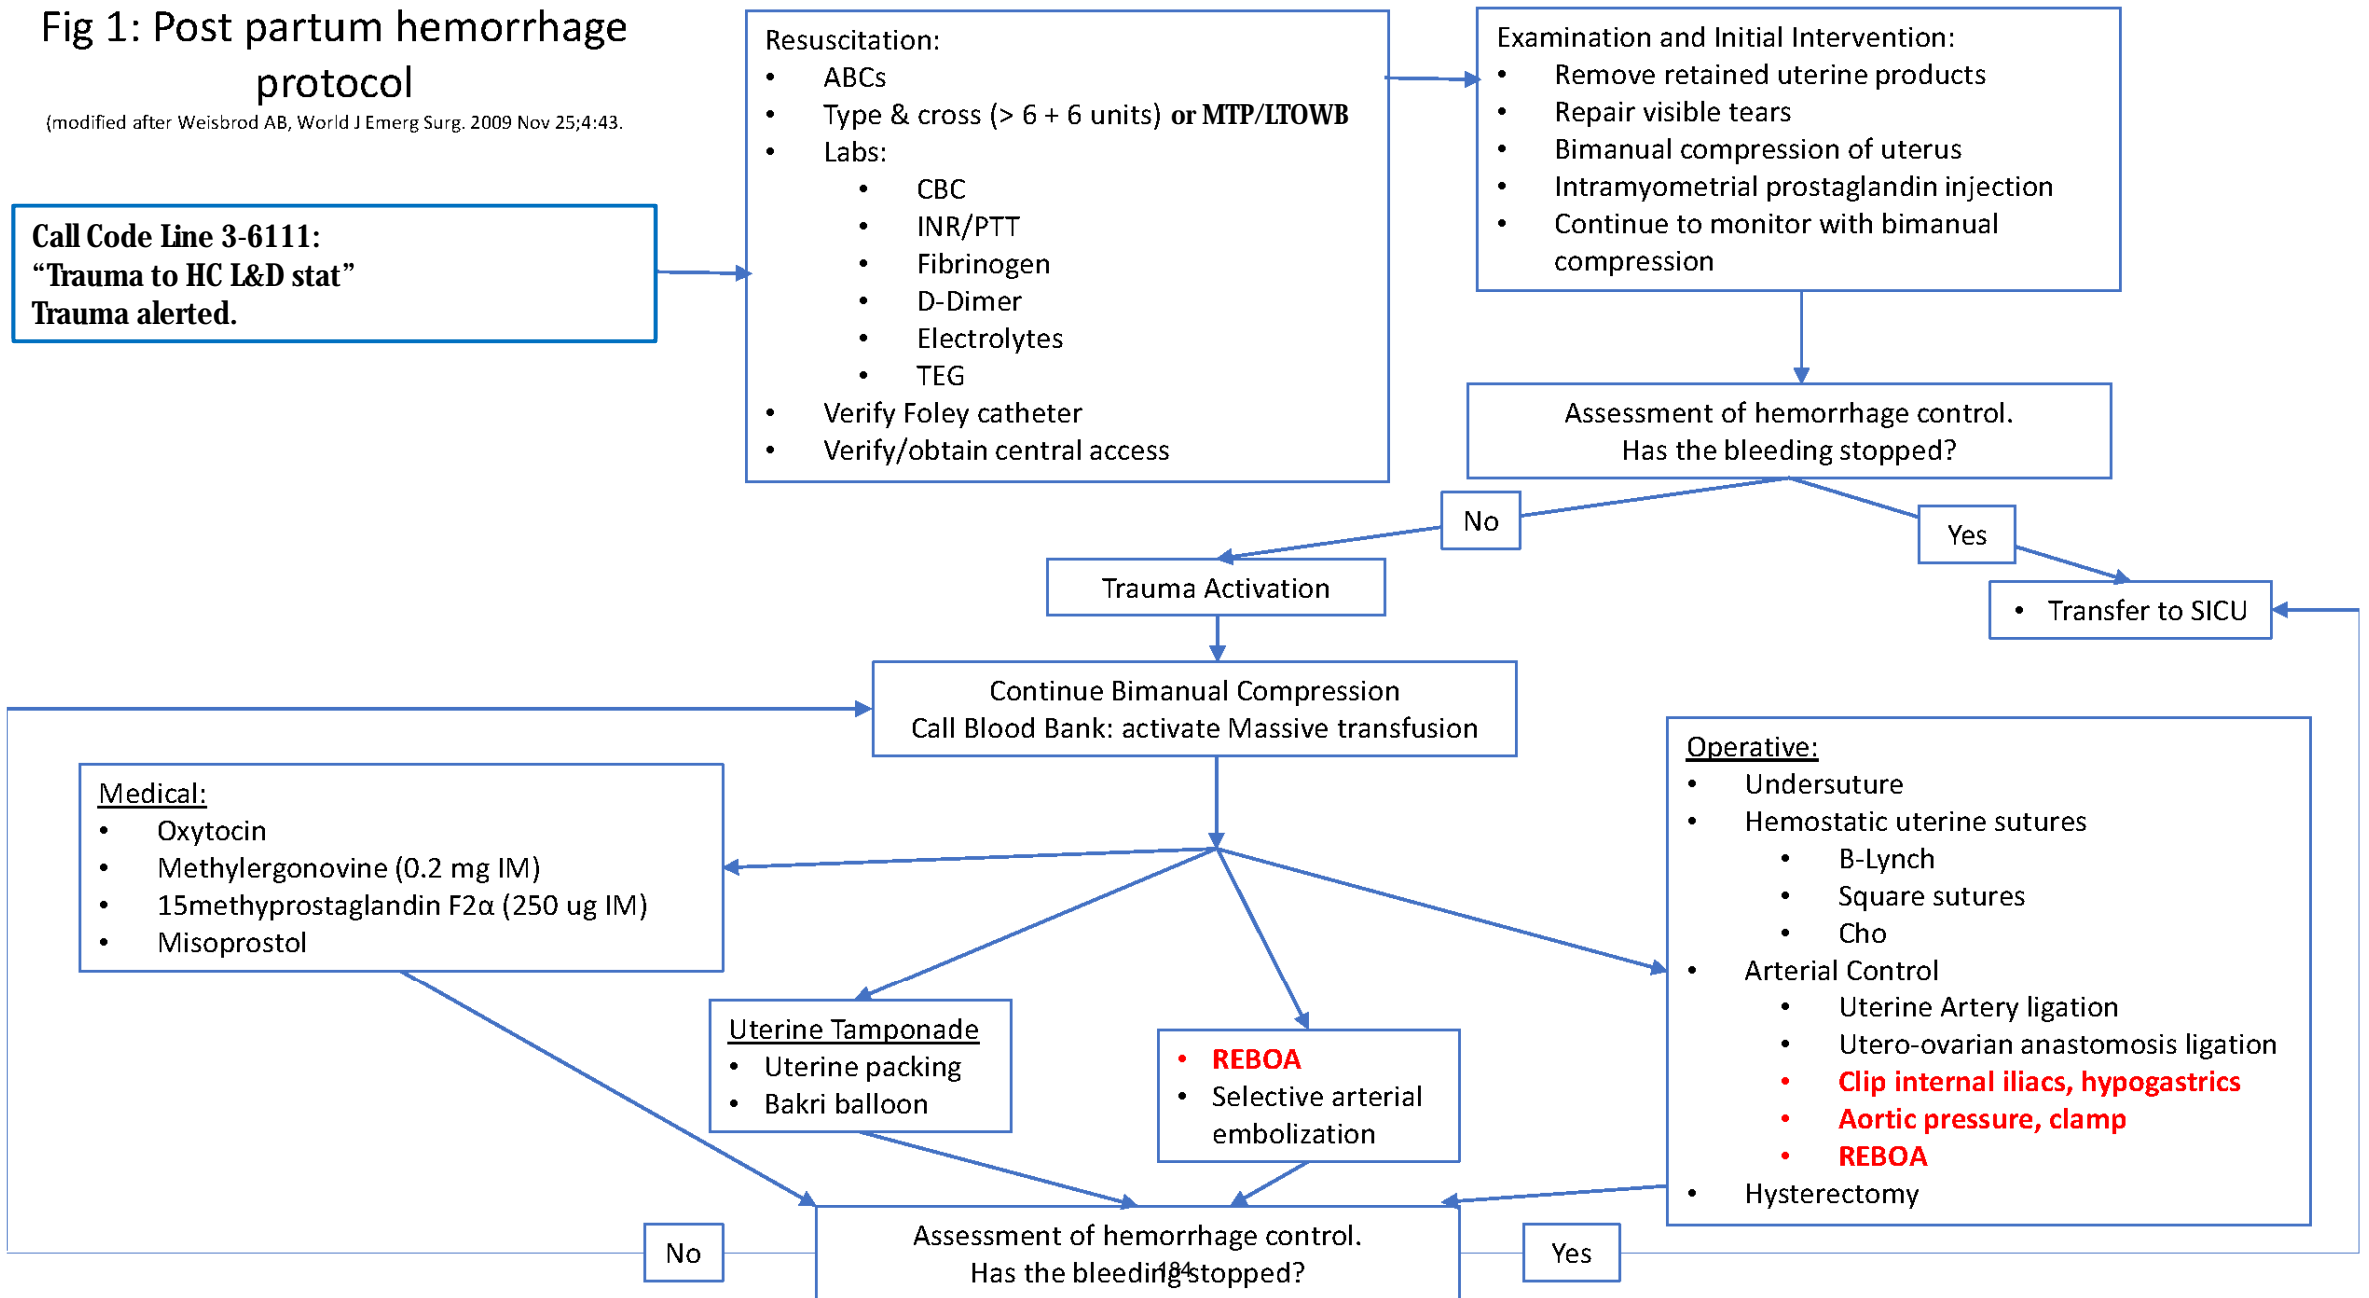 Fig 1: Post partum hemorrhage
protocol
(modified after Weisbrod AB, World J Emerg Surg. 2009 Nov 25;4:43.
Call Code Line 3-6111:
“Trauma to HC L&D stat”
Trauma alerted.
Resuscitation:
• ABCs
• Type & cross (> 6 + 6 units) or MTP/LTOWB
• Labs:
• CBC
• INR/PTT
• Fibrinogen
• D-Dimer
• Electrolytes
• TEG
• Verify Foley catheter
• Verify/obtain central access
Examination and Initial Intervention:
• Remove retained uterine products
• Repair visible tears
• Bimanual compression of uterus
• Intramyometrial prostaglandin injection
• Continue to monitor with bimanual
compression
Assessment of hemorrhage control.
Has the bleeding stopped?
No
Yes
Trauma Activation
• Transfer to SICU
Continue Bimanual Compression
Call Blood Bank: activate Massive transfusion
Medical:
• Oxytocin
• Methylergonovine (0.2 mg IM)
• 15methyprostaglandin F2α (250 ug IM)
• Misoprostol
Uterine Tamponade
• Uterine packing
• Bakri balloon
• REBOA
• Selective arterial
embolization
Operative:
• Undersuture
• Hemostatic uterine sutures
• B-Lynch
• Square sutures
• Cho
• Arterial Control
• Uterine Artery ligation
• Utero-ovarian anastomosis ligation
• Clip internal iliacs, hypogastrics
• Aortic pressure, clamp
• REBOA
• Hysterectomy
No
Assessment of hemorrhage control.
Has the bleeding stopped?
184
Yes